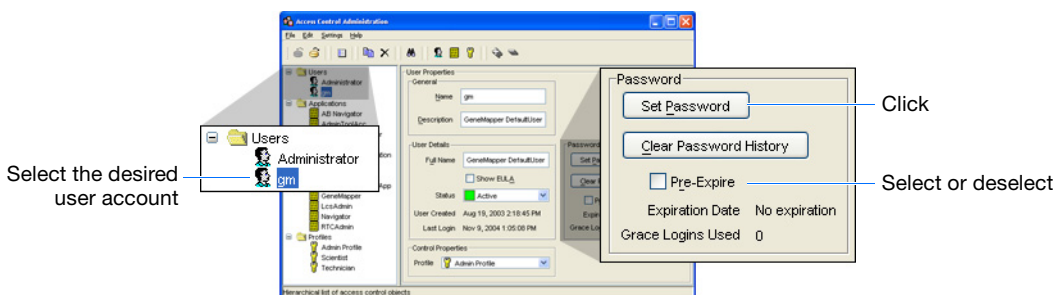 Access Control Administration
File Edit Settings Help
Users
Administrator
gm
Applications
AB Navigator
AdminToolApp
GeneMapper
LcsAdmin
Navigator
RTCAdmin
Profiles
Admin Profile
Scientist
Technician
User Properties
General
Name gm
Description GeneMapper DefaultUser
User Details
Full Name GeneMapper DefaultUser
Show EULA
Status Active
User Created Aug 19, 2003 2:18:45 PM
Last Login Nov 9, 2004 1:05:08 PM
Control Properties
Profile Admin Profile
Password
Hierarchical list of access control objects.
Users
Administrator
gm
Select the desired
user account
Password
Set Password
Clear Password History
Pre-Expire
Expiration Date No expiration
Grace Logins Used 0
Click
Select or deselect